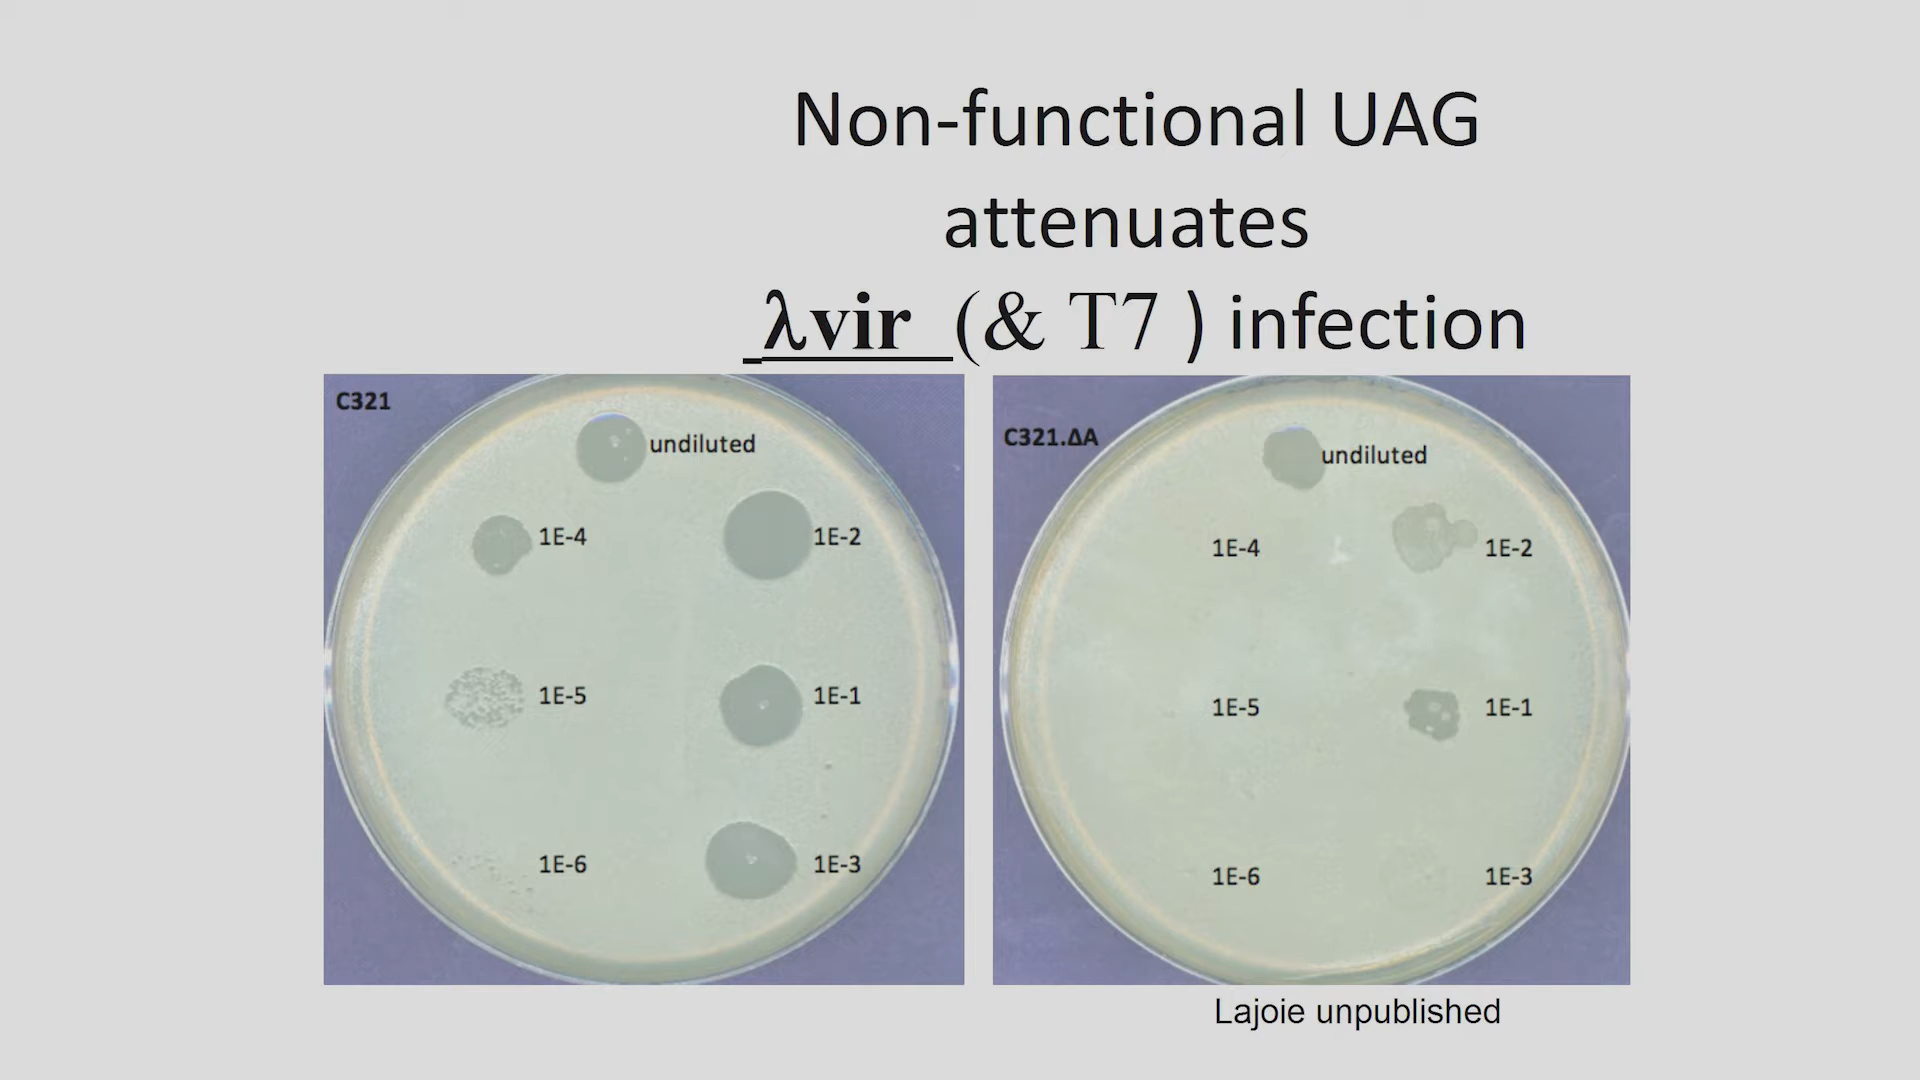 Non-functional UAG
attenuates
λvir (& T7 ) infection
C321
undiluted
1E-4
1E-2
1E-5
1E-1
1E-6
1E-3
C321.ΔA
undiluted
1E-4
1E-2
1E-5
1E-1
1E-6
1E-3
Lajoie unpublished